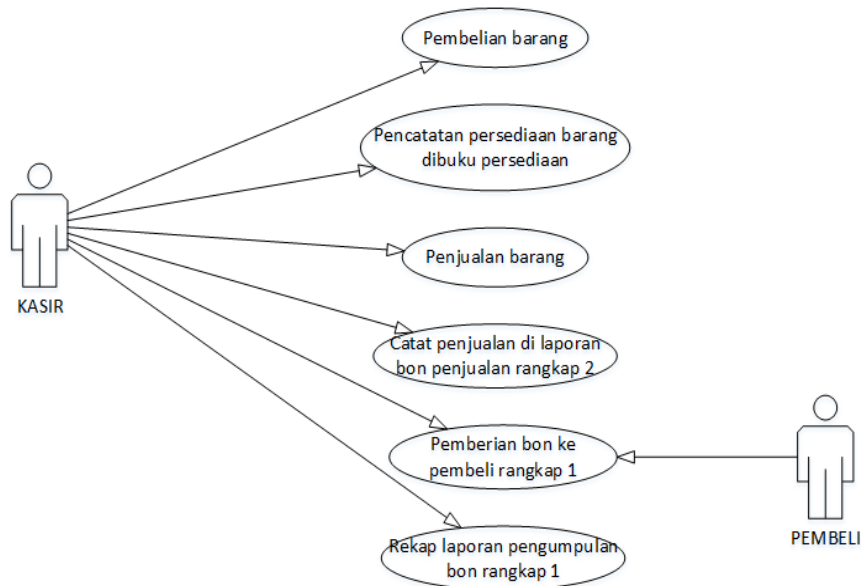 Pembelian barang
Pencatatan persediaan barang
dibuku persediaan
KASIR
Penjualan barang
Catat penjualan di laporan
bon penjualan rangkap 2
Pemberian bon ke
pembeli rangkap 1
PEMBELI
Rekap laporan pengumpulan
bon rangkap 1